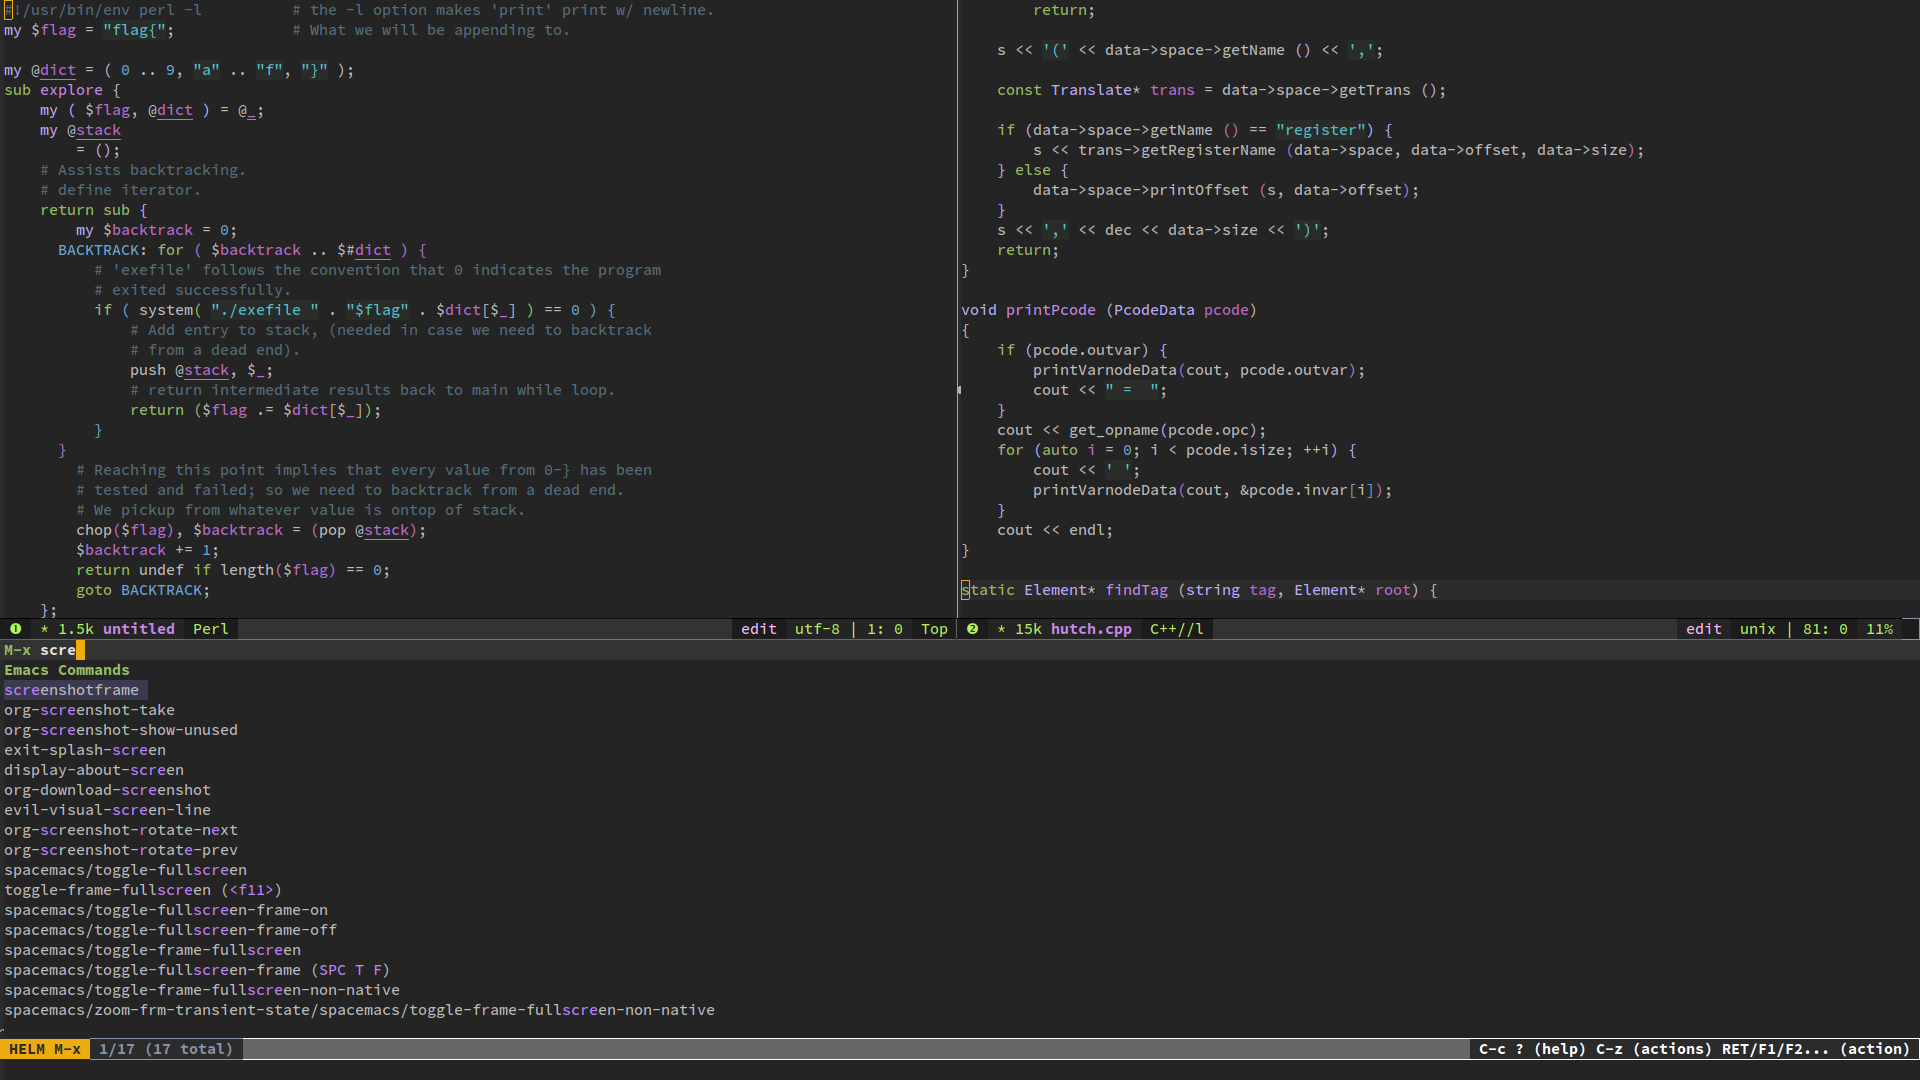 #!/usr/bin/env perl -l          # the -l option makes 'print' print w/ newline.
my $flag = "flag{";             # What we will be appending to.
my @dict = ( 0 .. 9, "a" .. "f", "}" );
sub explore {
    my ( $flag, @dict ) = @_;
    my @stack
        = ();
    # Assists backtracking.
    # define iterator.
    return sub {
        my $backtrack = 0;
      BACKTRACK: for ( $backtrack .. $#dict ) {
          # 'exefile' follows the convention that 0 indicates the program
          # exited successfully.
          if ( system( "./exefile " . "$flag" . $dict[$_] ) == 0 ) {
              # Add entry to stack, (needed in case we need to backtrack
              # from a dead end).
              push @stack, $_;
              # return intermediate results back to main while loop.
              return ($flag .= $dict[$_]);
          }
      }
        # Reaching this point implies that every value from 0-} has been
        # tested and failed; so we need to backtrack from a dead end.
        # We pickup from whatever value is ontop of stack.
        chop($flag), $backtrack = (pop @stack);
        $backtrack += 1;
        return undef if length($flag) == 0;
        goto BACKTRACK;
    };
❶  * 1.5k untitled  Perl    edit  utf-8 | 1: 0  Top
        return;
    s << '(' << data->space->getName () << ',';
    const Translate* trans = data->space->getTrans ();
    if (data->space->getName () == "register") {
        s << trans->getRegisterName (data->space, data->offset, data->size);
    } else {
        data->space->printOffset (s, data->offset);
    }
    s << ',' << dec << data->size << ')';
    return;
}
void printPcode (PcodeData pcode)
{
    if (pcode.outvar) {
        printVarnodeData(cout, pcode.outvar);
        cout << " =  ";
    }
    cout << get_opname(pcode.opc);
    for (auto i = 0; i < pcode.isize; ++i) {
        cout << ' ';
        printVarnodeData(cout, &pcode.invar[i]);
    }
    cout << endl;
}
static Element* findTag (string tag, Element* root) {
❷  * 15k hutch.cpp  C++//l    edit  unix | 81: 0  11%
M-x scre
Emacs Commands
screenshotframe
org-screenshot-take
org-screenshot-show-unused
exit-splash-screen
display-about-screen
org-download-screenshot
evil-visual-screen-line
org-screenshot-rotate-next
org-screenshot-rotate-prev
spacemacs/toggle-fullscreen
toggle-frame-fullscreen (<f11>)
spacemacs/toggle-fullscreen-frame-on
spacemacs/toggle-fullscreen-frame-off
spacemacs/toggle-frame-fullscreen
spacemacs/toggle-fullscreen-frame (SPC T F)
spacemacs/toggle-frame-fullscreen-non-native
spacemacs/zoom-frm-transient-state/spacemacs/toggle-frame-fullscreen-non-native
HELM M-x  1/17 (17 total)    C-c ? (help) C-z (actions) RET/F1/F2... (action)